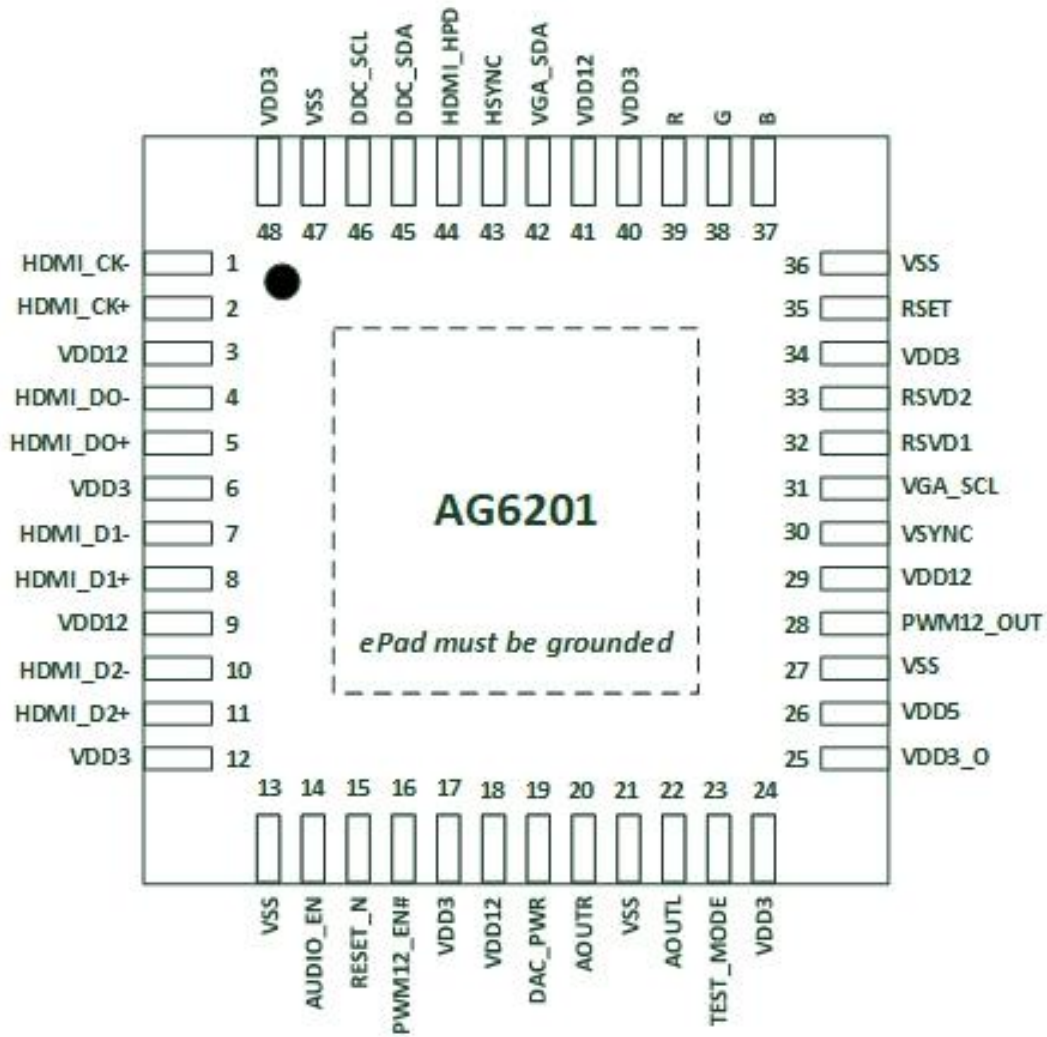 VDD3
VSS
DDC_SCL
DDC_SDA
HDMI_HPD
HSYNC
VGA_SDA
VDD12
VDD3
R
G
B
48 47 46 45 44 43 42 41 40 39 38 37
HDMI_CK- 1
HDMI_CK+ 2
VDD12 3
HDMI_DO- 4
HDMI_DO+ 5
VDD3 6
HDMI_D1- 7
HDMI_D1+ 8
VDD12 9
HDMI_D2- 10
HDMI_D2+ 11
VDD3 12
AG6201
ePad must be grounded
36 VSS
35 RSET
34 VDD3
33 RSVD2
32 RSVD1
31 VGA_SCL
30 VSYNC
29 VDD12
28 PWM12_OUT
27 VSS
26 VDD5
25 VDD3_O
13 14 15 16 17 18 19 20 21 22 23 24
VSS
AUDIO_EN
RESET_N
PWM12_EN#
VDD3
VDD12
DAC_PWR
AOUTR
VSS
AOUTL
TEST_MODE
VDD3